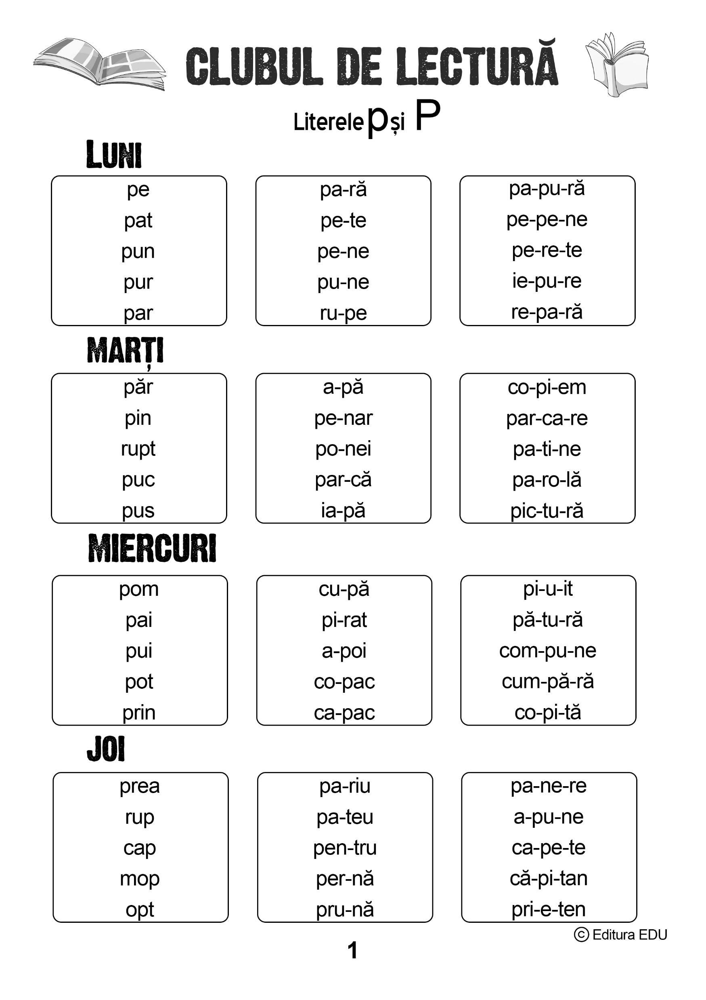 CLUBUL DE LECTURĂ
Literele p și P
LUNI
pe
pat
pun
pur
par
pa-ră
pe-te
pe-ne
pu-ne
ru-pe
pa-pu-ră
pe-pe-ne
pe-re-te
ie-pu-re
re-pa-ră
MARȚI
păr
pin
rupt
puc
pus
a-pă
pe-nar
po-nei
par-că
ia-pă
co-pi-em
par-ca-re
pa-ti-ne
pa-ro-lă
pic-tu-ră
MIERCURI
pom
pai
pui
pot
prin
cu-pă
pi-rat
a-poi
co-pac
ca-pac
pi-u-it
pă-tu-ră
com-pu-ne
cum-pă-ră
co-pi-tă
JOI
prea
rup
cap
mop
opt
pa-riu
pa-teu
pen-tru
per-nă
pru-nă
pa-ne-re
a-pu-ne
ca-pe-te
că-pi-tan
pri-e-ten
© Editura EDU
1